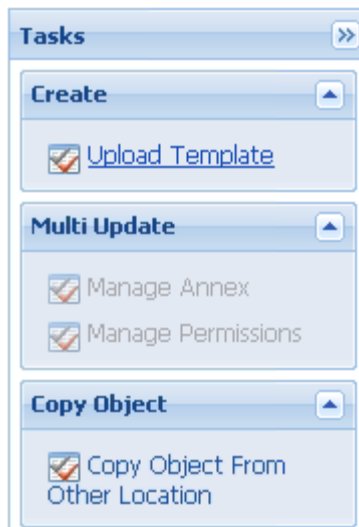 Tasks
Create
Upload Template
Multi Update
Manage Annex
Manage Permissions
Copy Object
Copy Object From
Other Location